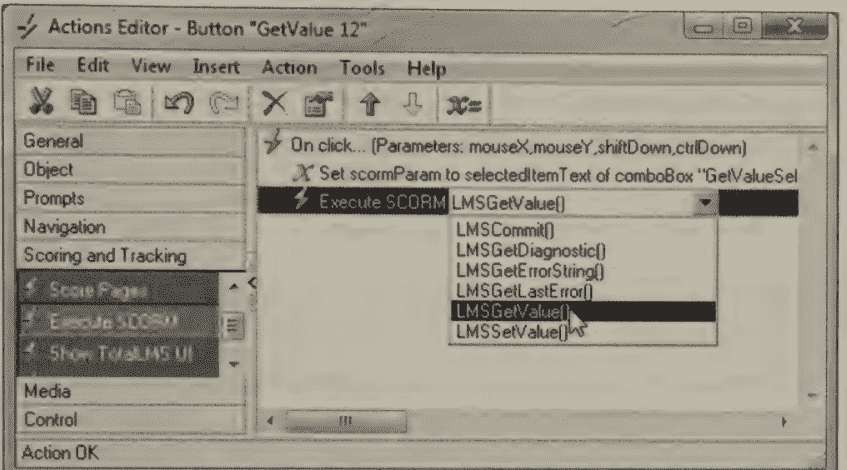 Actions Editor - Button "GetValue 12"
File Edit View Insert Action Tools Help
x=
General
Object
Prompts
Navigation
Scoring and Tracking
Score Pages
Execute SCORM
Show TotalLMS UI
Media
Control
On click... (Parameters: mouseX,mouseY,shiftDown,ctrlDown)
X Set scormParam to selectedItemText of comboBox "GetValueSel
Execute SCORM LMSGetValue()
LMSCommit()
LMSGetDiagnostic()
LMSGetErrorString()
LMSGetLastError()
LMSGetValue()
LMSSetValue()
Action OK